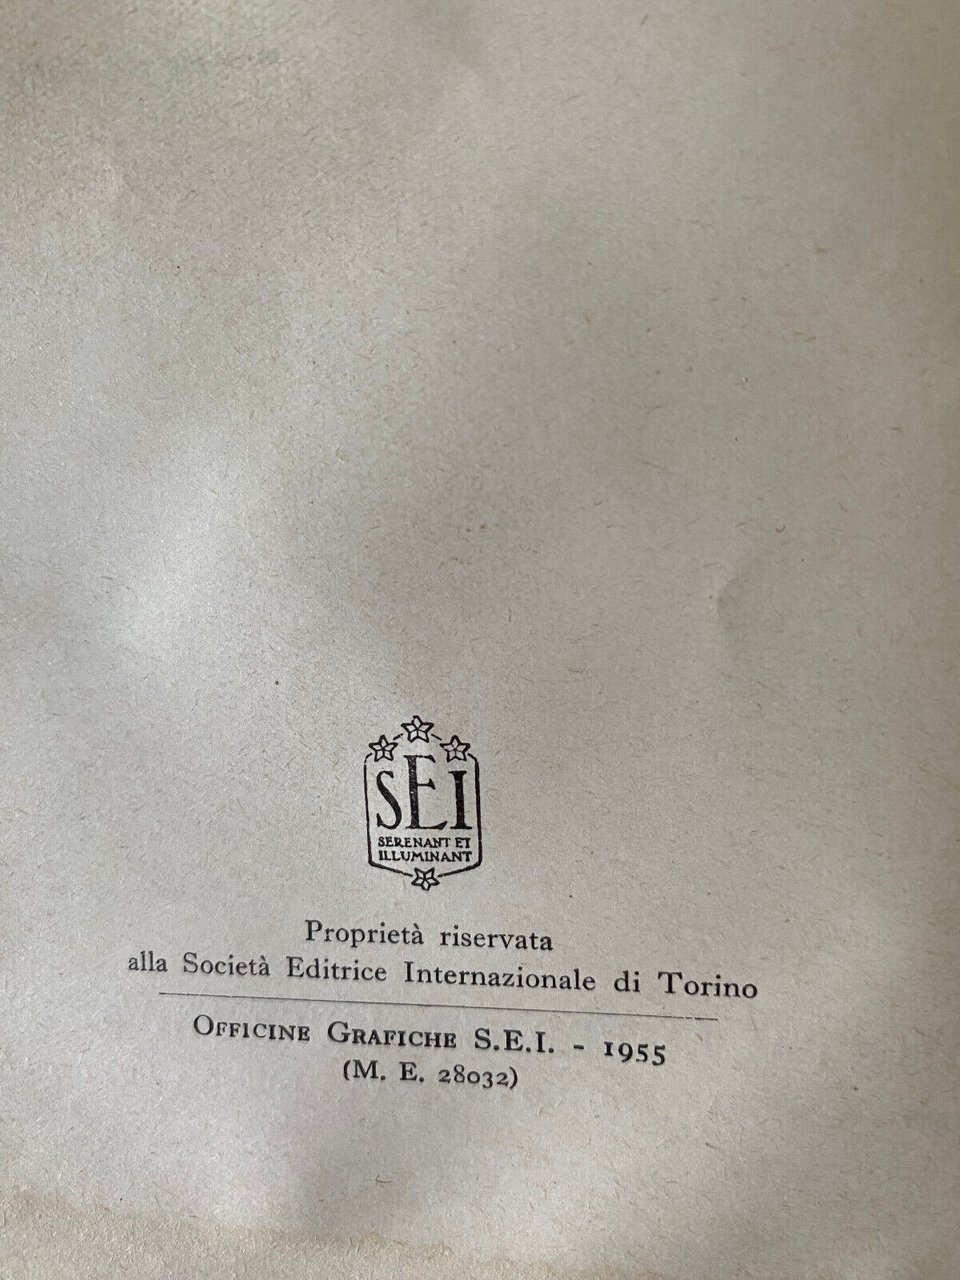 SEI
SERENANT ET
ILLUMINANT
Proprietà riservata
alla Società Editrice Internazionale di Torino
OFFICINE GRAFICHE S.E.I. - 1955
(M. E. 28032)